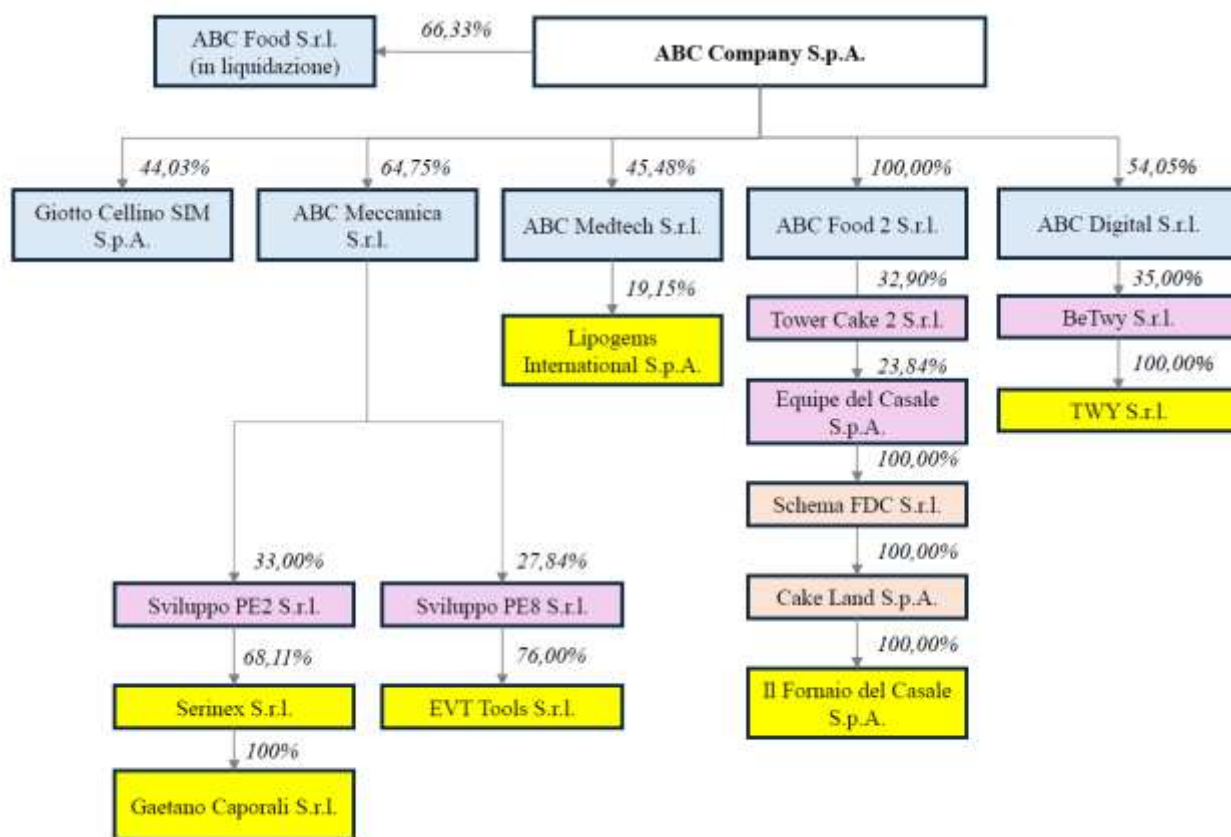 ABC Food S.r.l.
(in liquidazione)
66,33%
ABC Company S.p.A.
44,03%
64,75%
45,48%
100,00%
54,05%
Giotto Cellino SIM
S.p.A.
ABC Meccanica
S.r.l.
ABC Medtech S.r.l.
ABC Food 2 S.r.l.
ABC Digital S.r.l.
19,15%
32,90%
35,00%
Lipogems
International S.p.A.
Tower Cake 2 S.r.l.
BeTwy S.r.l.
23,84%
100,00%
Equipe del Casale
S.p.A.
TWY S.r.l.
100,00%
Schema FDC S.r.l.
33,00%
27,84%
100,00%
Sviluppo PE2 S.r.l.
Sviluppo PE8 S.r.l.
Cake Land S.p.A.
68,11%
76,00%
100,00%
Serinex S.r.l.
EVT Tools S.r.l.
Il Fornaio del Casale
S.p.A.
100%
Gaetano Caporali S.r.l.